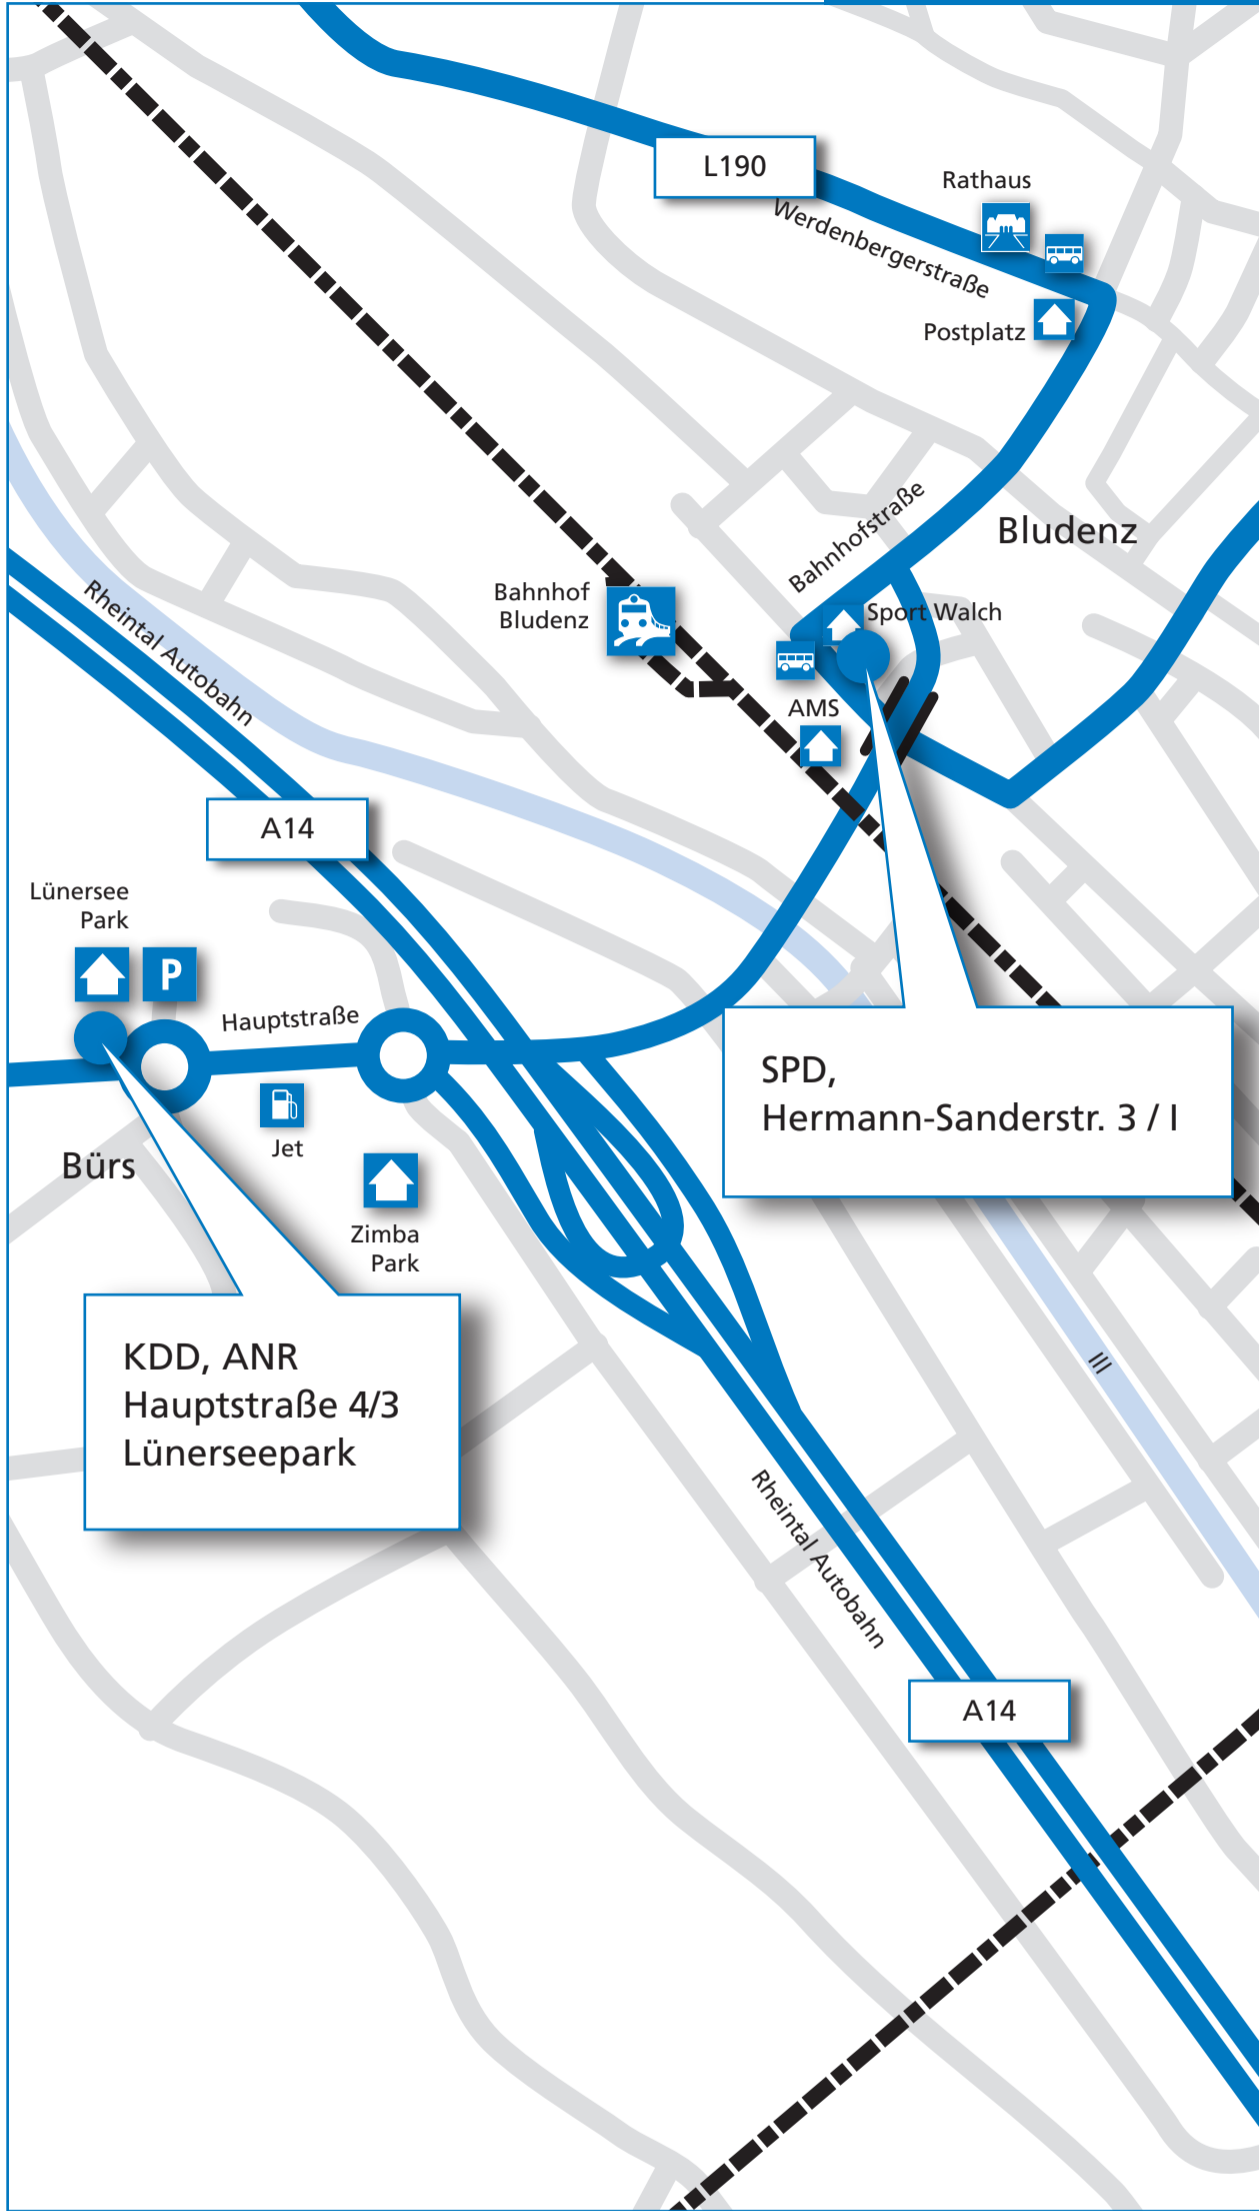 L190
Rathaus
Werdenbergerstraße
Postplatz
Bahnhofstraße
Bludenz
Bahnhof
Bludenz
Sport Walch
Rheintal Autobahn
AMS
A14
Lünersee
Park
P
Hauptstraße
SPD,
Hermann-Sanderstr. 3 / I
Jet
Bürs
Zimba
Park
KDD, ANR
Hauptstraße 4/3
Lünerseepark
Ill
Rheintal Autobahn
A14